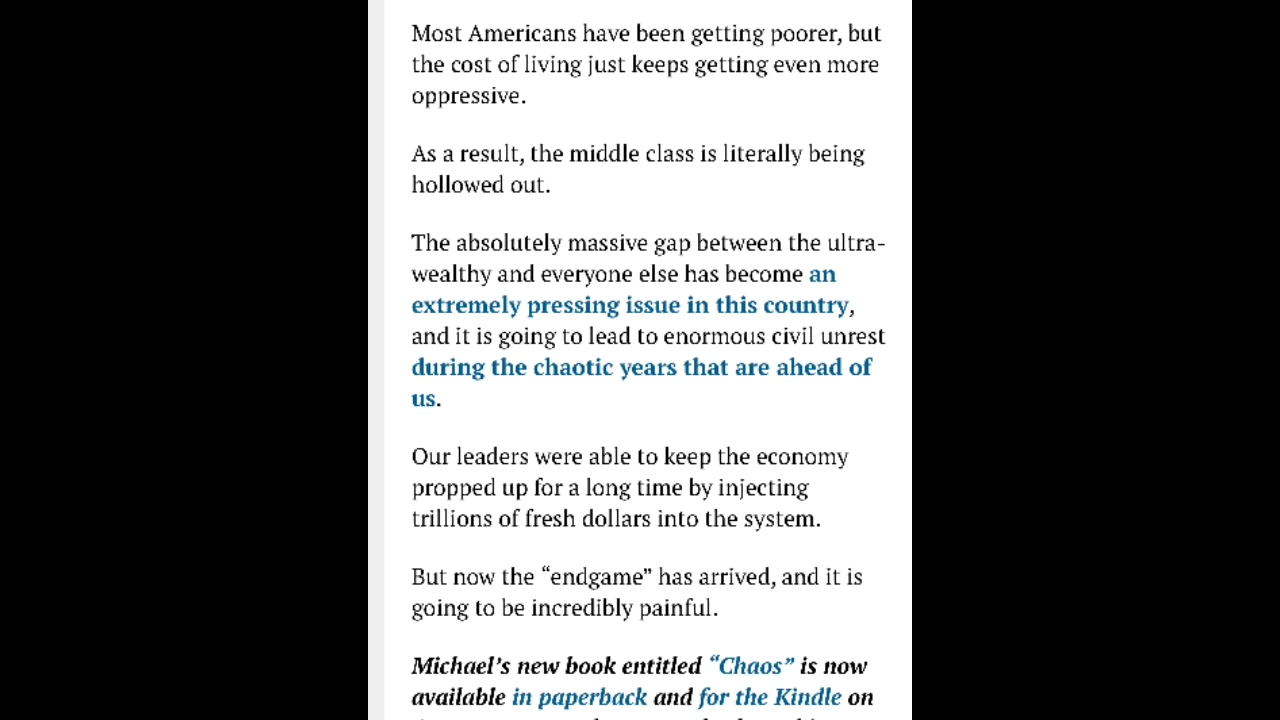 Most Americans have been getting poorer, but
the cost of living just keeps getting even more
oppressive.
As a result, the middle class is literally being
hollowed out.
The absolutely massive gap between the ultra-
wealthy and everyone else has become an
extremely pressing issue in this country,
and it is going to lead to enormous civil unrest
during the chaotic years that are ahead of
us.
Our leaders were able to keep the economy
propped up for a long time by injecting
trillions of fresh dollars into the system.
But now the “endgame” has arrived, and it is
going to be incredibly painful.
Michael’s new book entitled “Chaos” is now
available in paperback and for the Kindle on